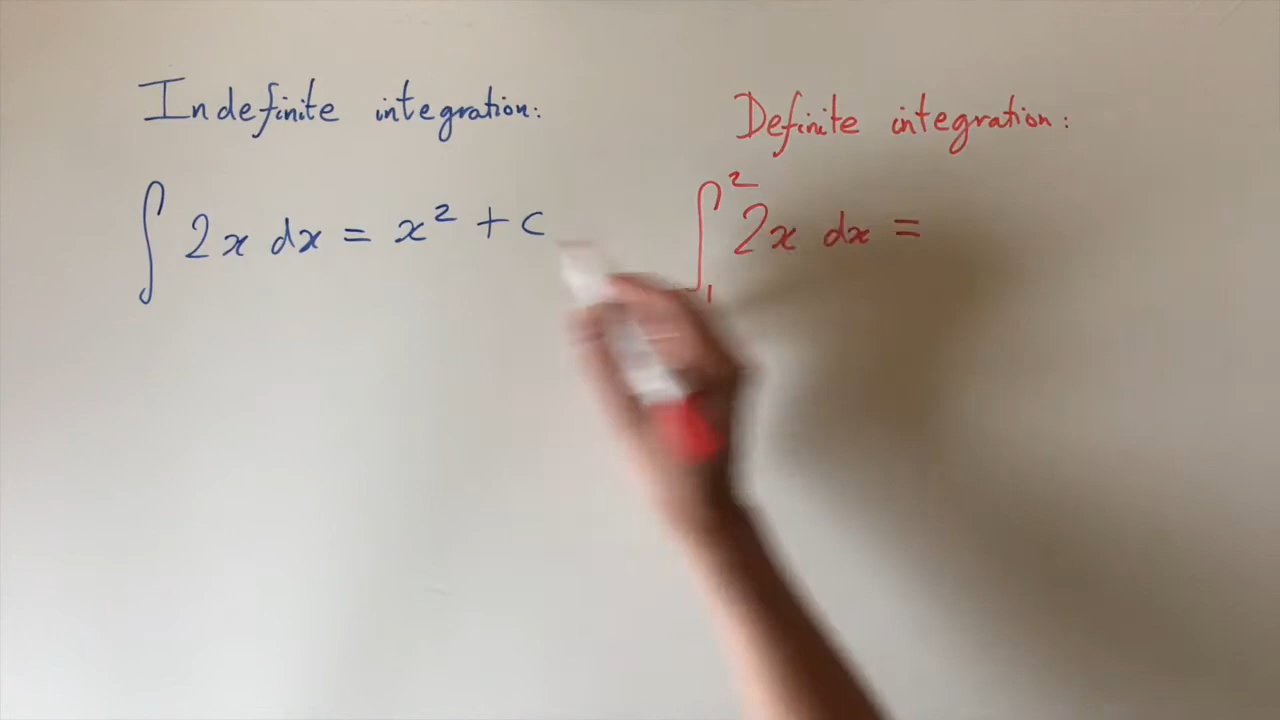 Indefinite integration:
∫ 2x dx = x² + c
Definite integration:
∫₁² 2x dx =